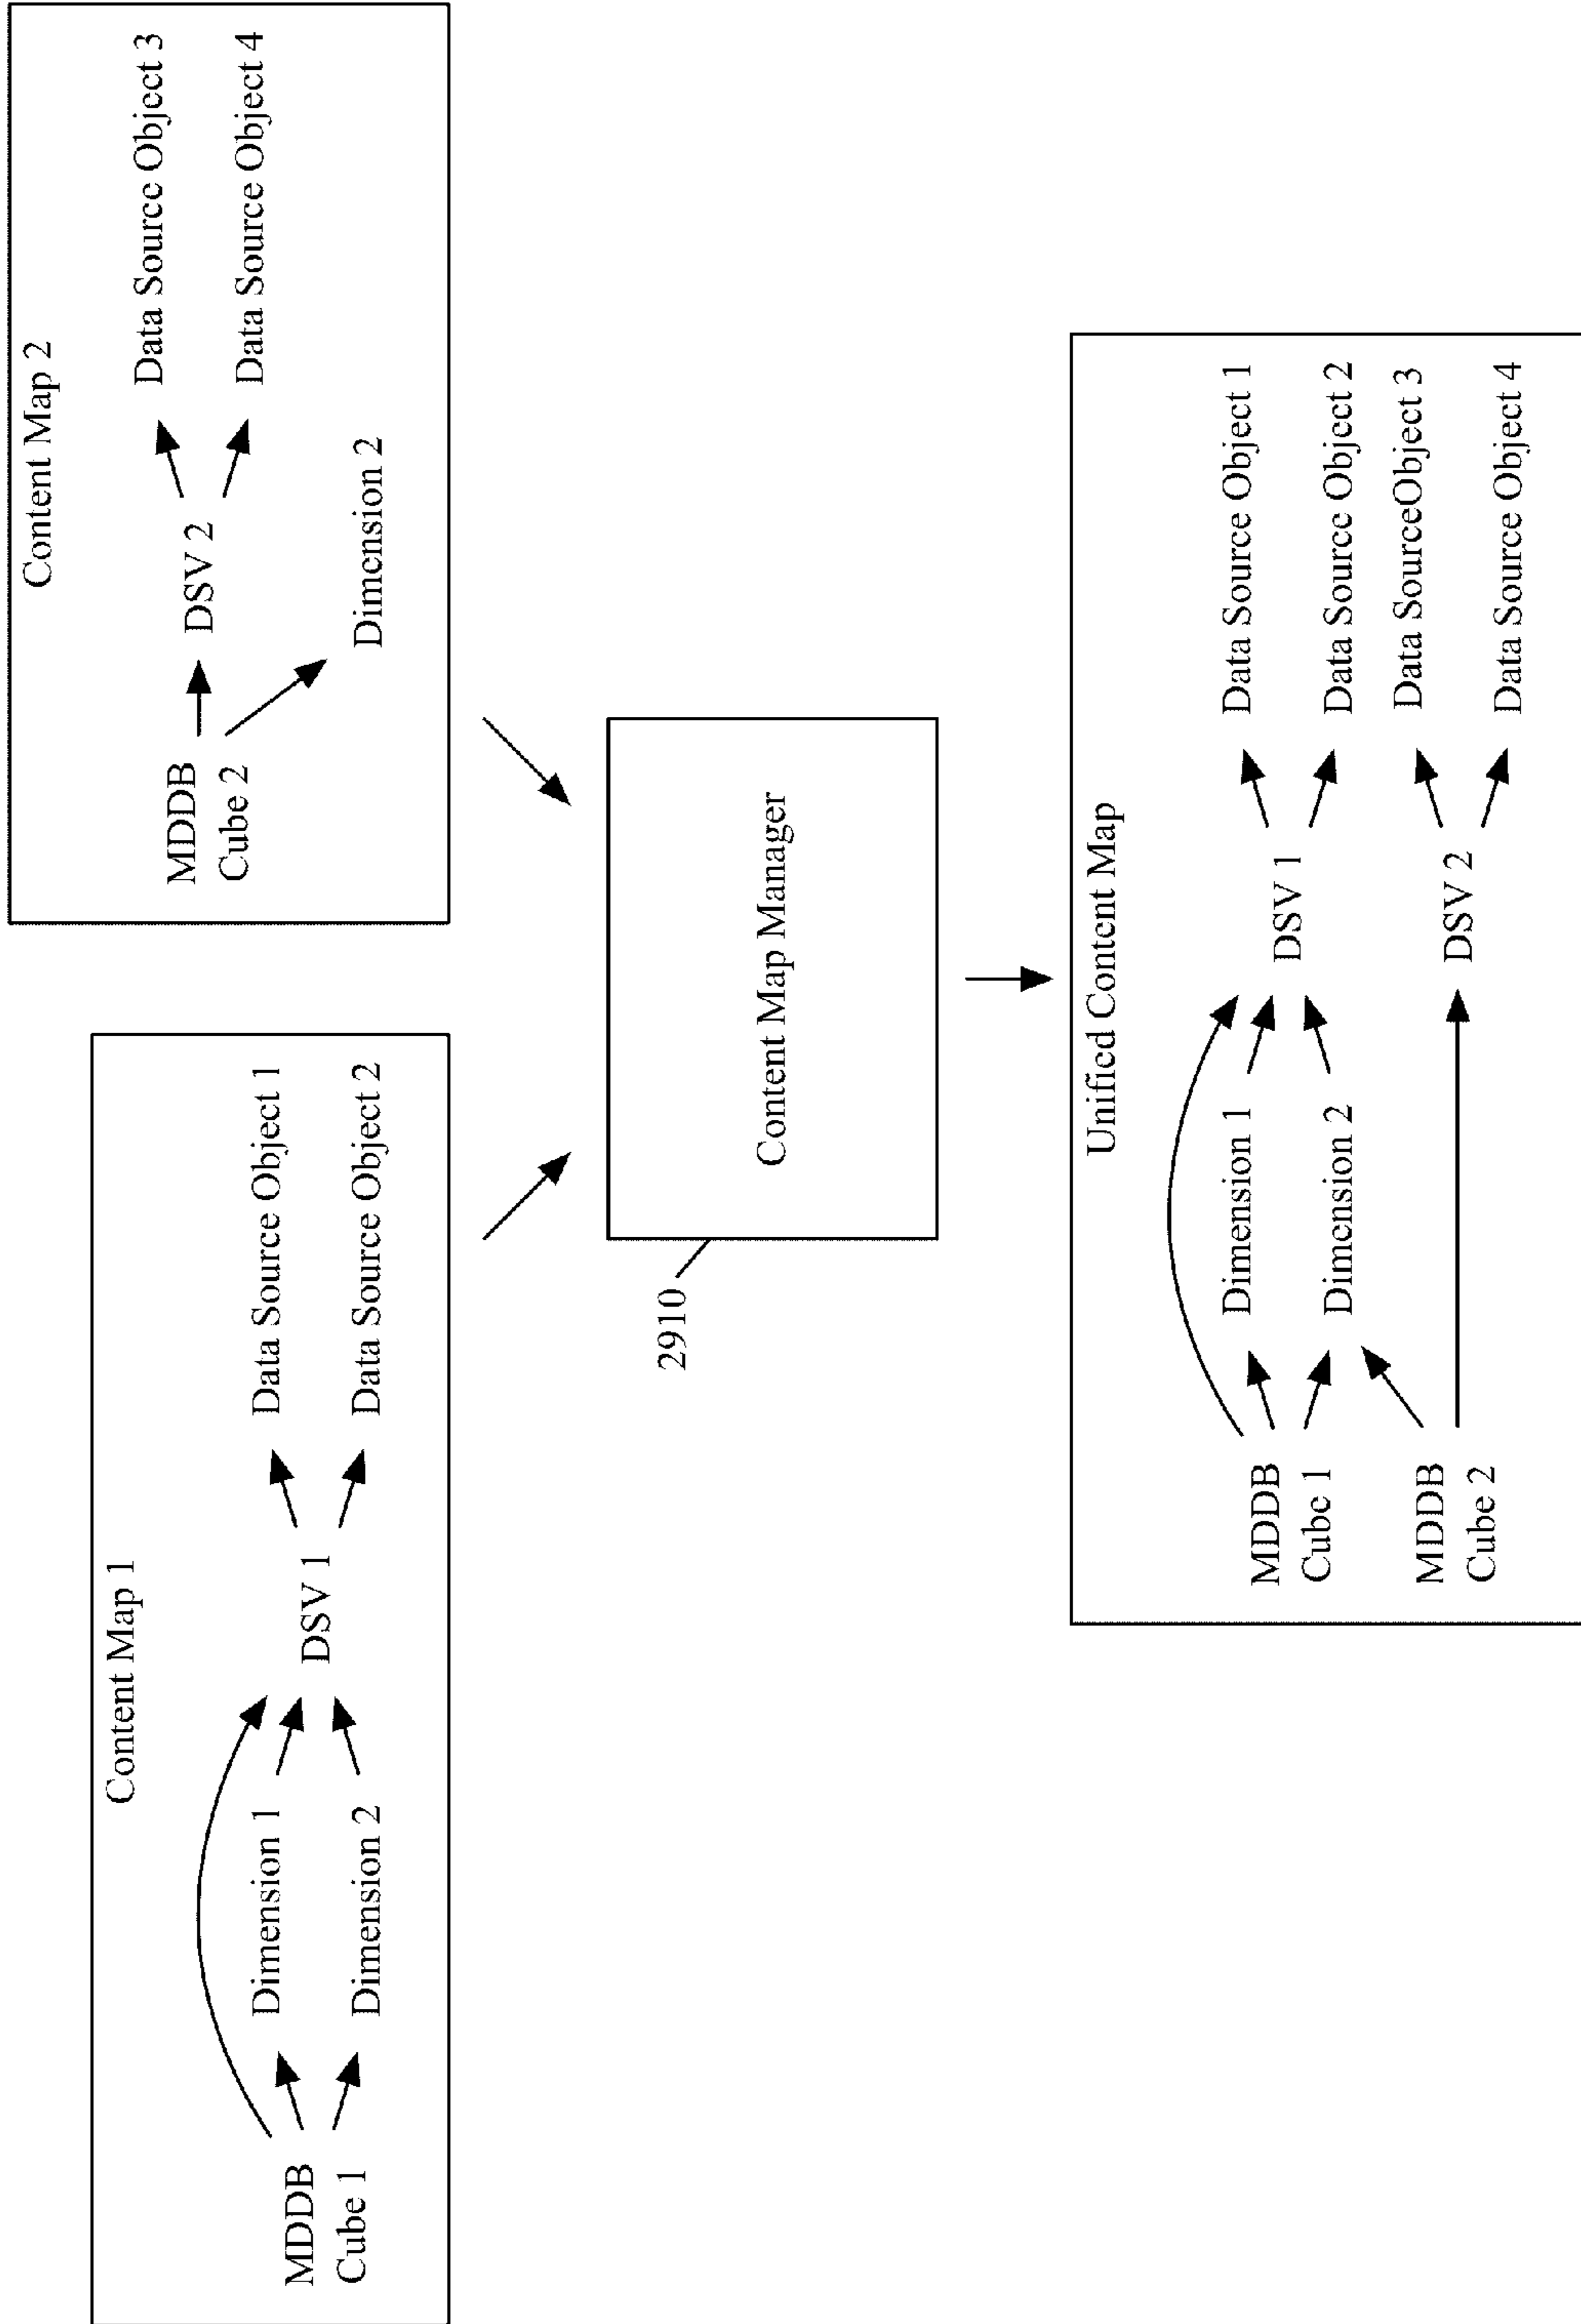 Content Map 1
MDDB
Cube 1
Dimension 1
Dimension 2
DSV 1
Data Source Object 1
Data Source Object 2
Content Map 2
MDDB
Cube 2
DSV 2
Dimension 2
Data Source Object 3
Data Source Object 4
2910
Content Map Manager
Unified Content Map
MDDB
Cube 1
MDDB
Cube 2
Dimension 1
Dimension 2
DSV 1
DSV 2
Data Source Object 1
Data Source Object 2
Data SourceObject 3
Data Source Object 4